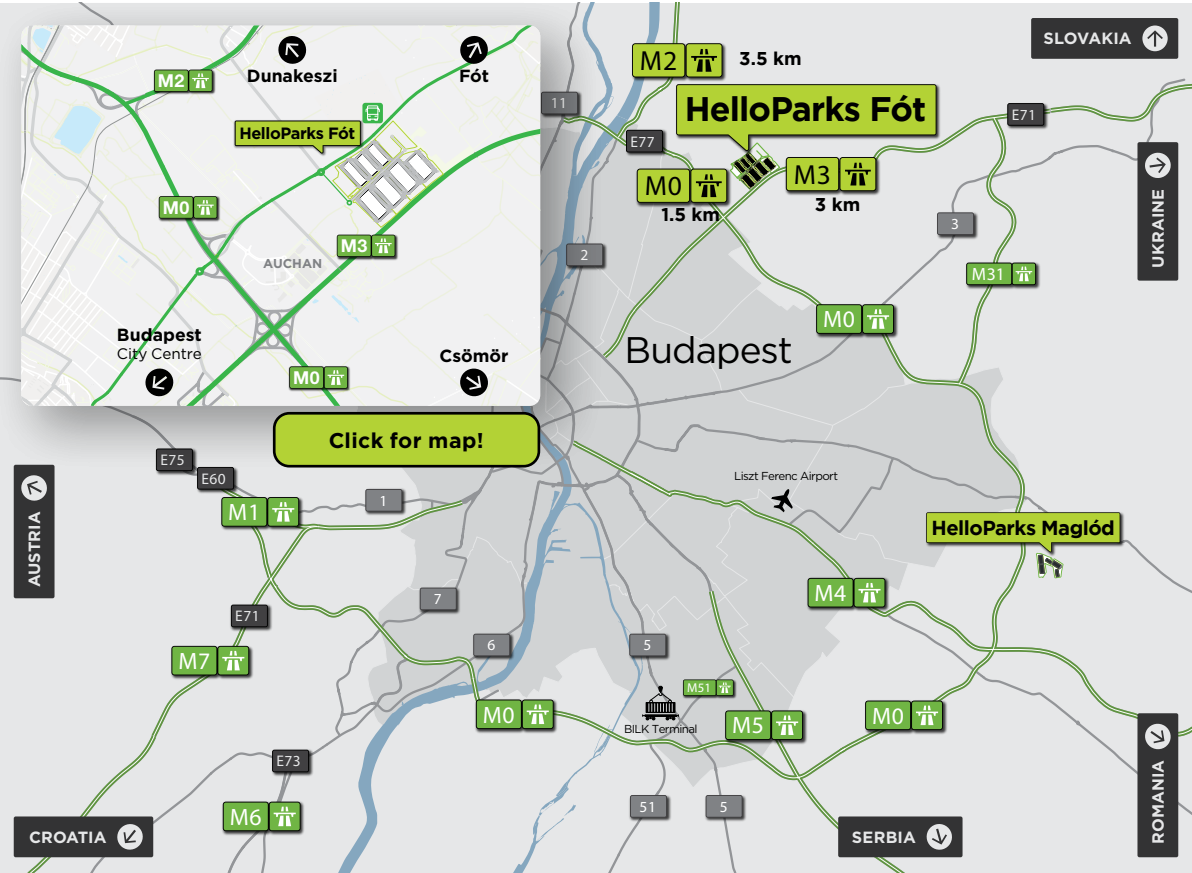 Dunakeszi
Fót
M2
HelloParks Fót
M0
M3
AUCHAN
Budapest
City Centre
Csömör
M0
Click for map!
SLOVAKIA
M2
3.5 km
HelloParks Fót
11
E77
E71
M0
1.5 km
M3
3 km
UKRAINE
3
2
M31
M0
Budapest
E75
E60
Liszt Ferenc Airport
1
M1
AUSTRIA
HelloParks Maglód
M4
7
E71
6
5
M7
M51
M0
BILK Terminal
M5
M0
E73
ROMANIA
51
5
M6
CROATIA
SERBIA